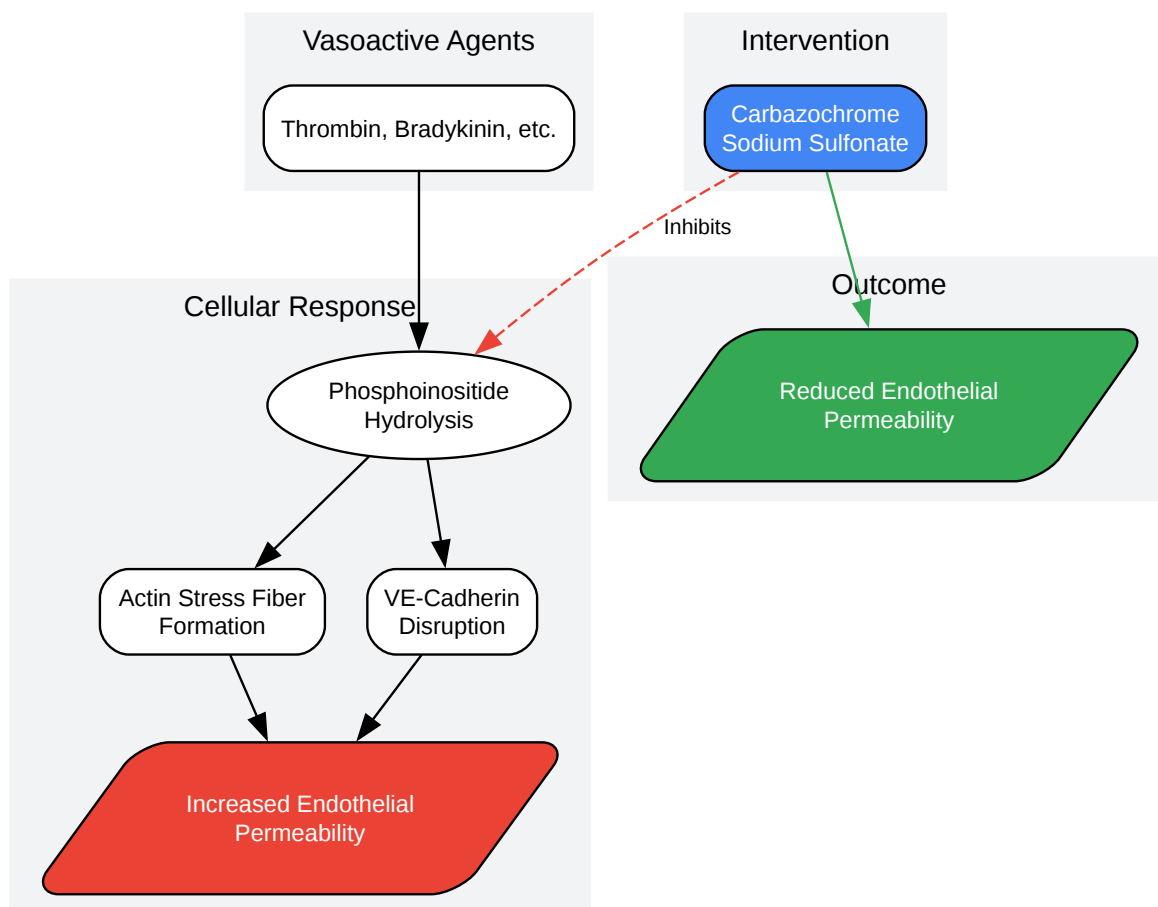 Vasoactive Agents
Thrombin, Bradykinin, etc.
Intervention
Carbazochrome
Sodium Sulfonate
Inhibits
Cellular Response
Phosphoinositide
Hydrolysis
Actin Stress Fiber
Formation
VE-Cadherin
Disruption
Increased Endothelial
Permeability
Outcome
Reduced Endothelial
Permeability